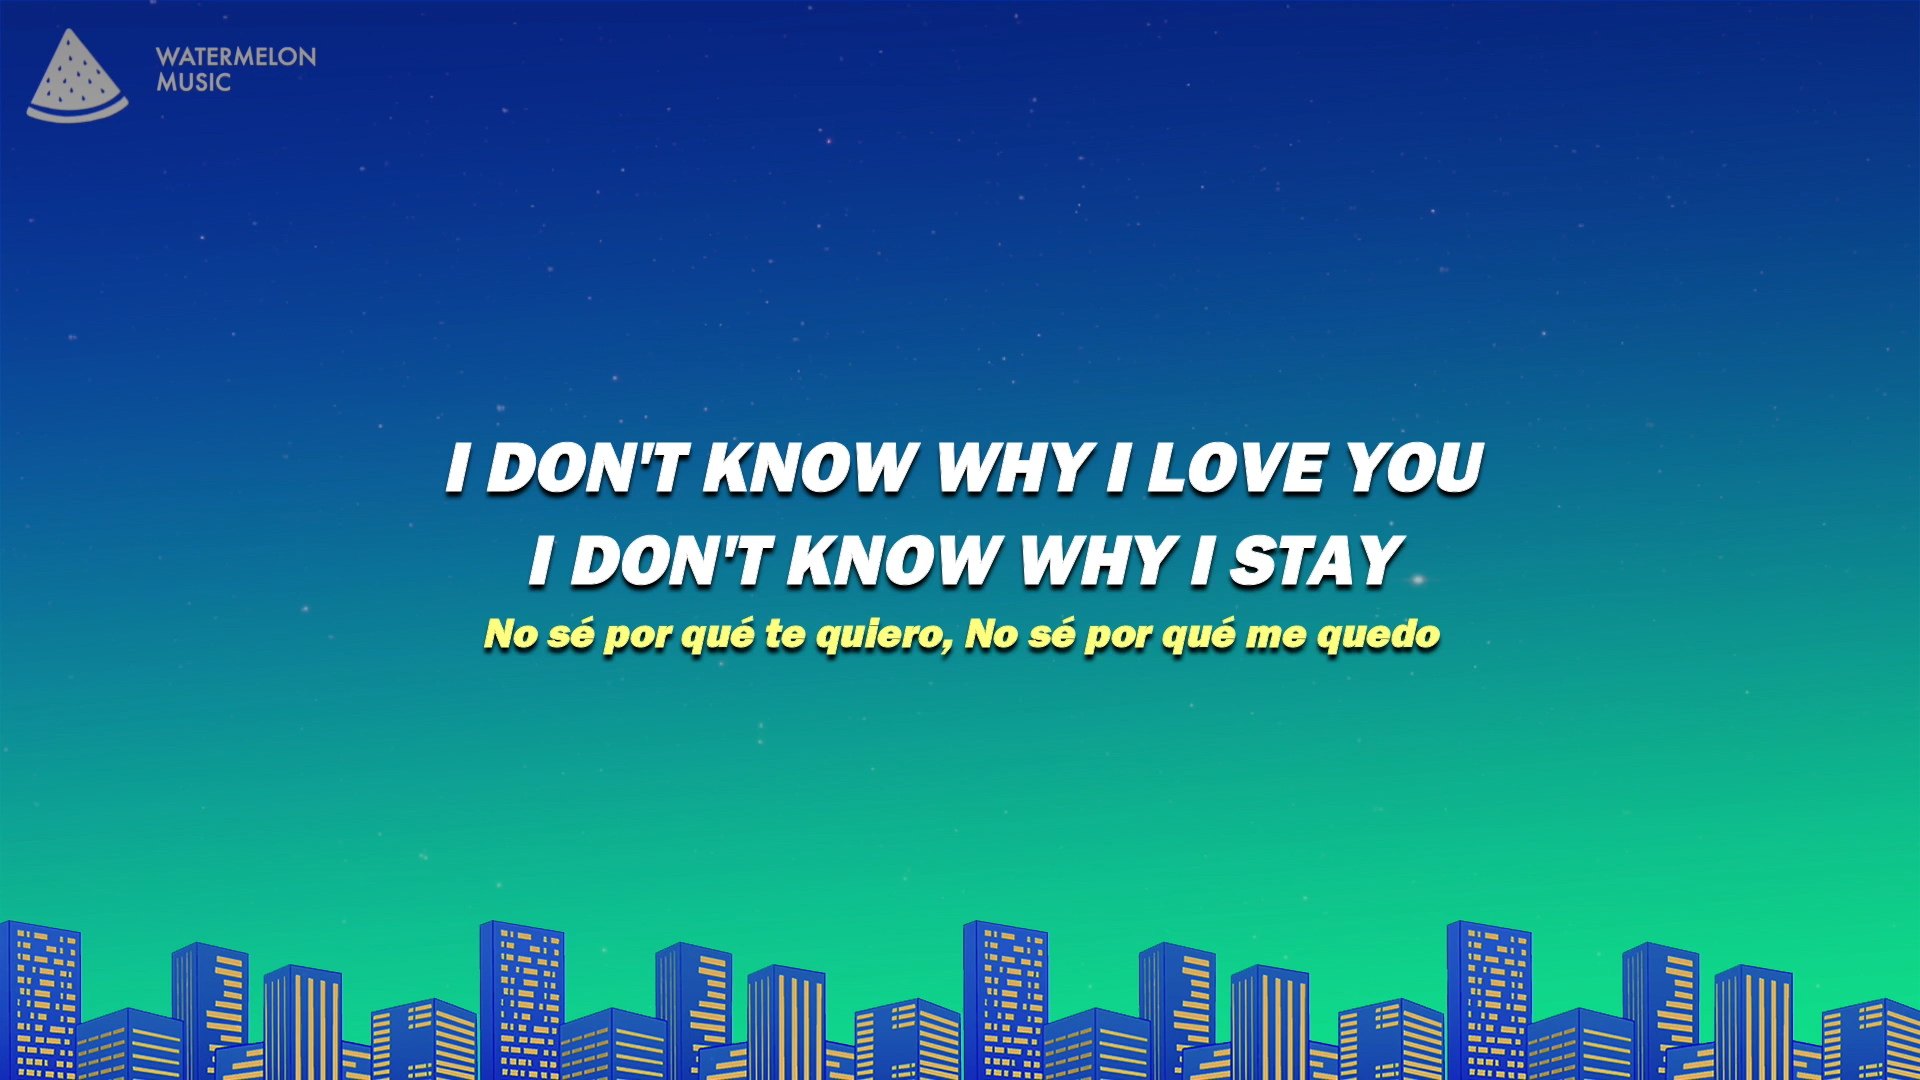 WATERMELON
MUSIC
I DON'T KNOW WHY I LOVE YOU
I DON'T KNOW WHY I STAY
No sé por qué te quiero, No sé por qué me quedo